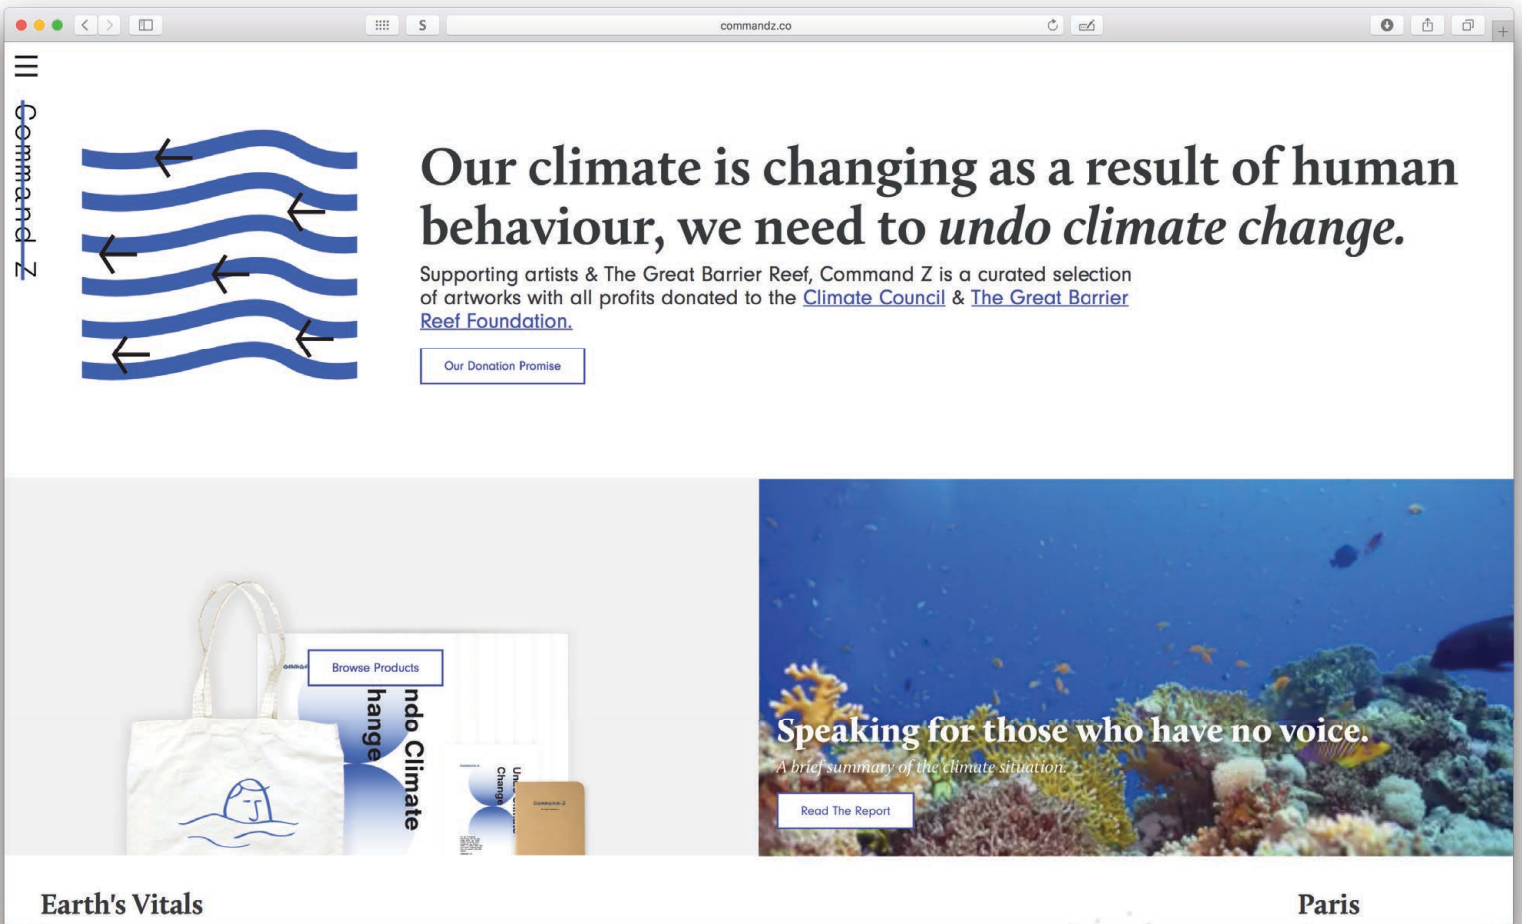 S
commandz.co
Command Z
Our climate is changing as a result of human
behaviour, we need to undo climate change.
Supporting artists & The Great Barrier Reef, Command Z is a curated selection
of artworks with all profits donated to the Climate Council & The Great Barrier
Reef Foundation.
Our Donation Promise
Browse Products
ndo Climate
hange
Change
Command-Z
Speaking for those who have no voice.
A brief summary of the climate situation.
Read The Report
Earth's Vitals
Paris